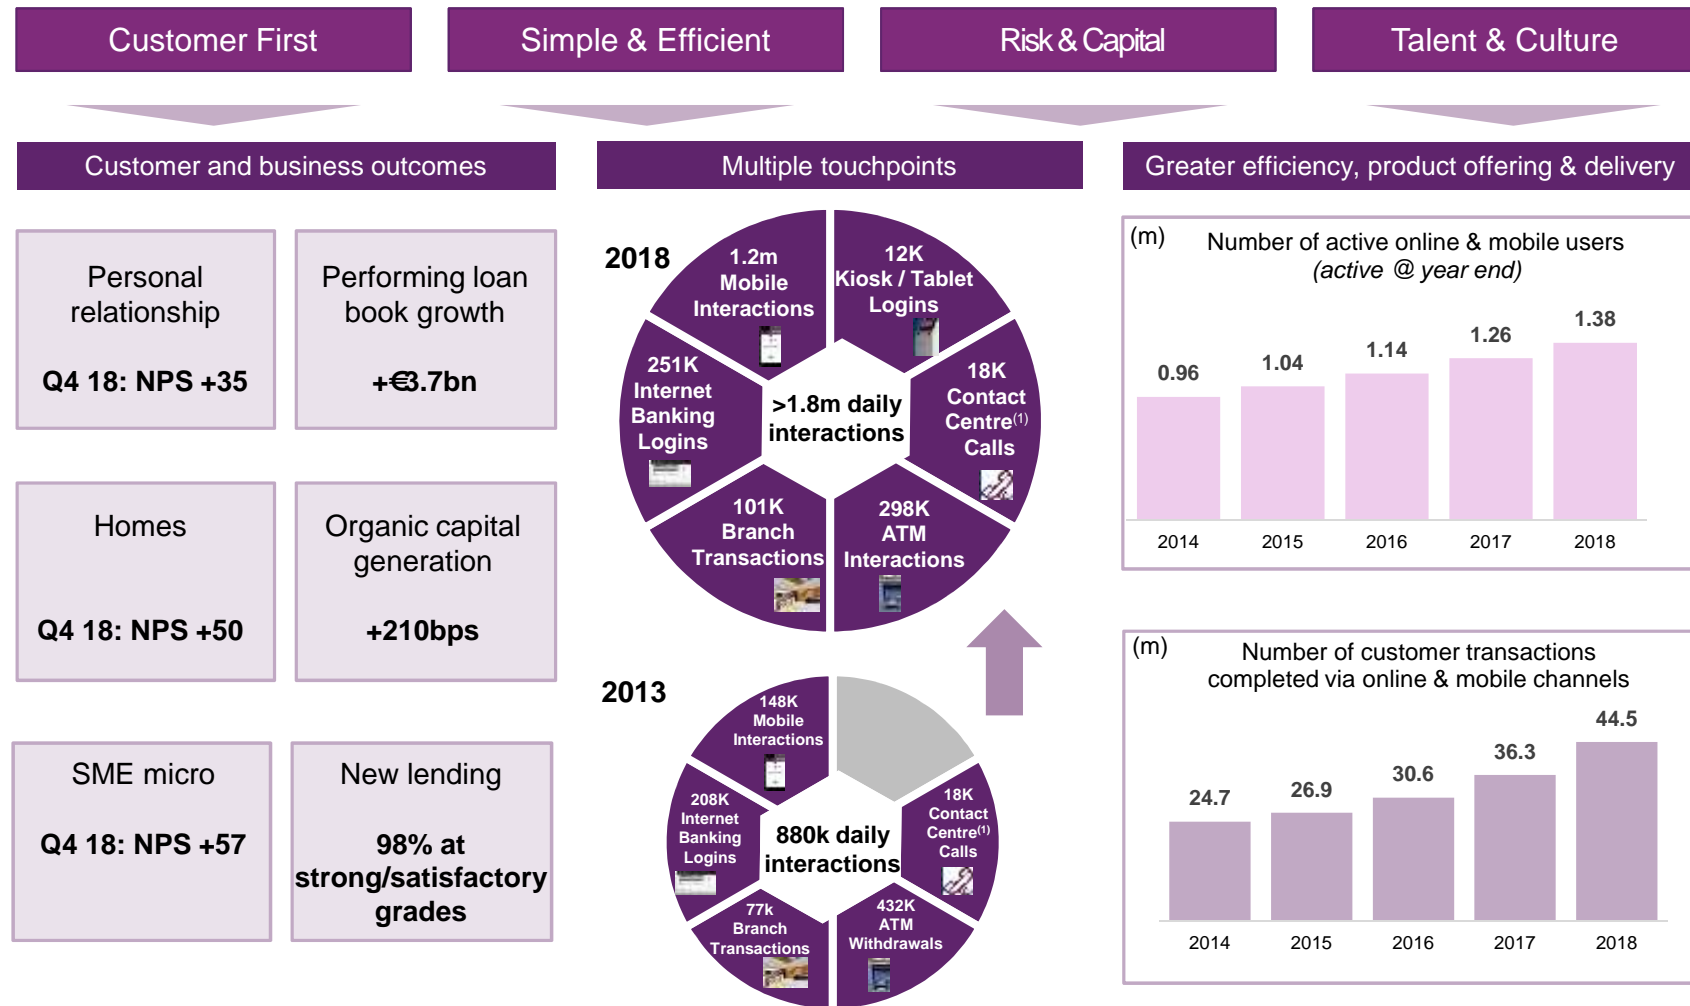 Customer First
Simple & Efficient
Risk & Capital
Talent & Culture
Customer and business outcomes
Multiple touchpoints
Greater efficiency, product offering & delivery
Personal
relationship
Q4 18: NPS +35
Performing loan
book growth
+€3.7bn
Homes
Q4 18: NPS +50
Organic capital
generation
+210bps
SME micro
Q4 18: NPS +57
New lending
98% at
strong/satisfactory
grades
2018
1.2m
Mobile
Interactions
12K
Kiosk / Tablet
Logins
251K
Internet
Banking
Logins
>1.8m daily
interactions
18K
Contact
Centre(1)
Calls
101K
Branch
Transactions
298K
ATM
Interactions
2013
148K
Mobile
Interactions
208K
Internet
Banking
Logins
880k daily
interactions
18K
Contact
Centre(1)
Calls
77k
Branch
Transactions
432K
ATM
Withdrawals
(m)
Number of active online & mobile users
(active @ year end)
0.96
1.04
1.14
1.26
1.38
2014
2015
2016
2017
2018
(m)
Number of customer transactions
completed via online & mobile channels
24.7
26.9
30.6
36.3
44.5
2014
2015
2016
2017
2018